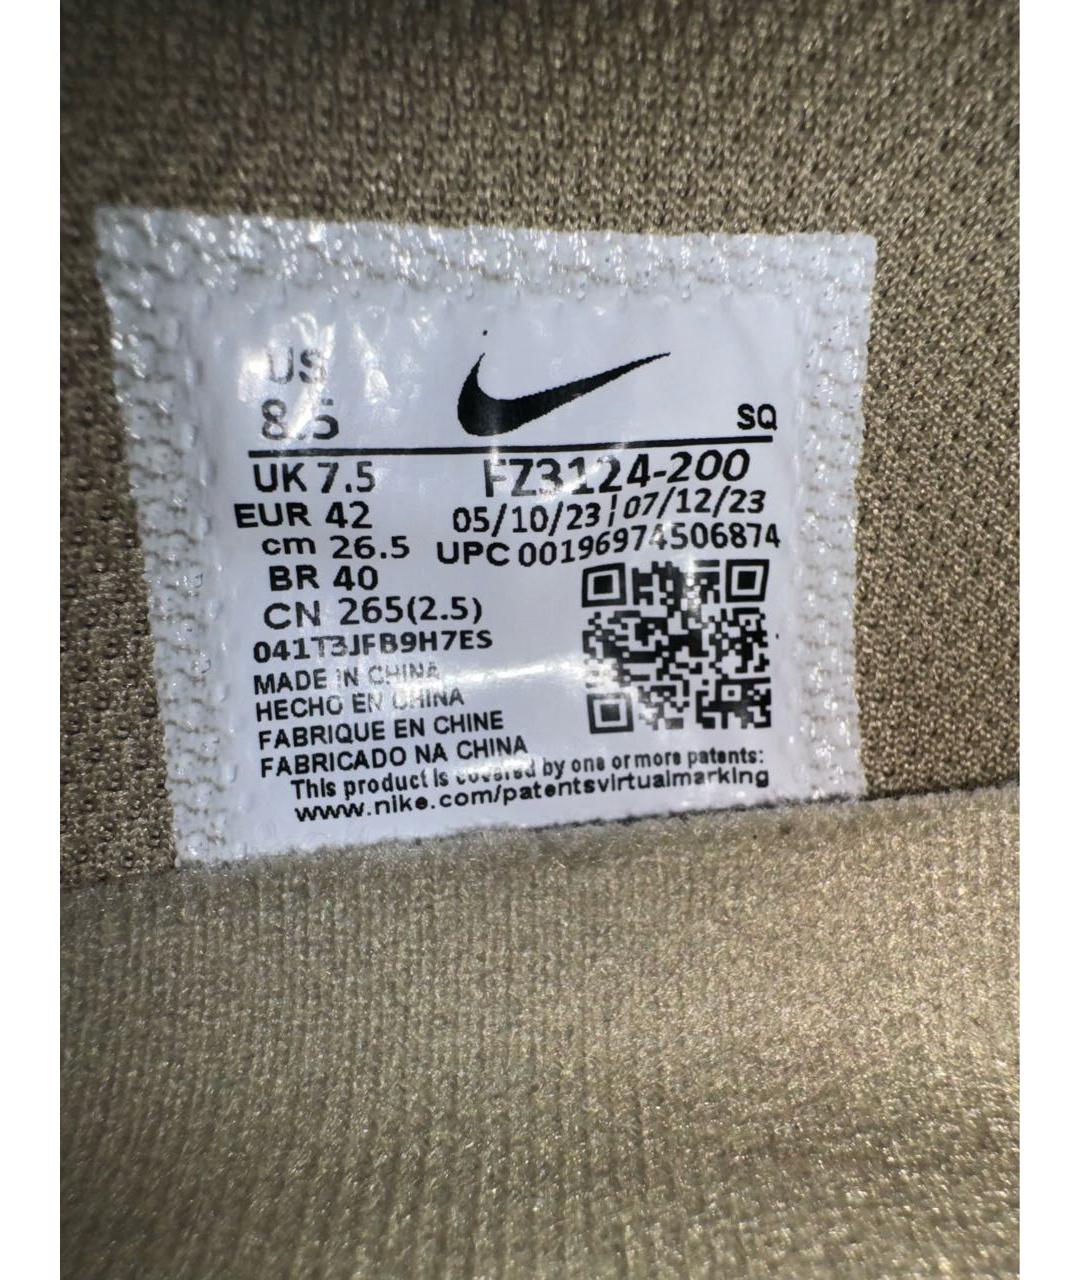 US
8.5
SQ
UK 7.5
FZ3124-200
EUR 42
05/10/23|07/12/23
cm 26.5
UPC 00196974506874
BR 40
CN 265(2.5)
041T3JFB9H7ES
MADE IN CHINA
HECHO EN CHINA
FABRIQUE EN CHINE
FABRICADO NA CHINA
This product is covered by one or more patents:
www.nike.com/patentsvirtualmarking